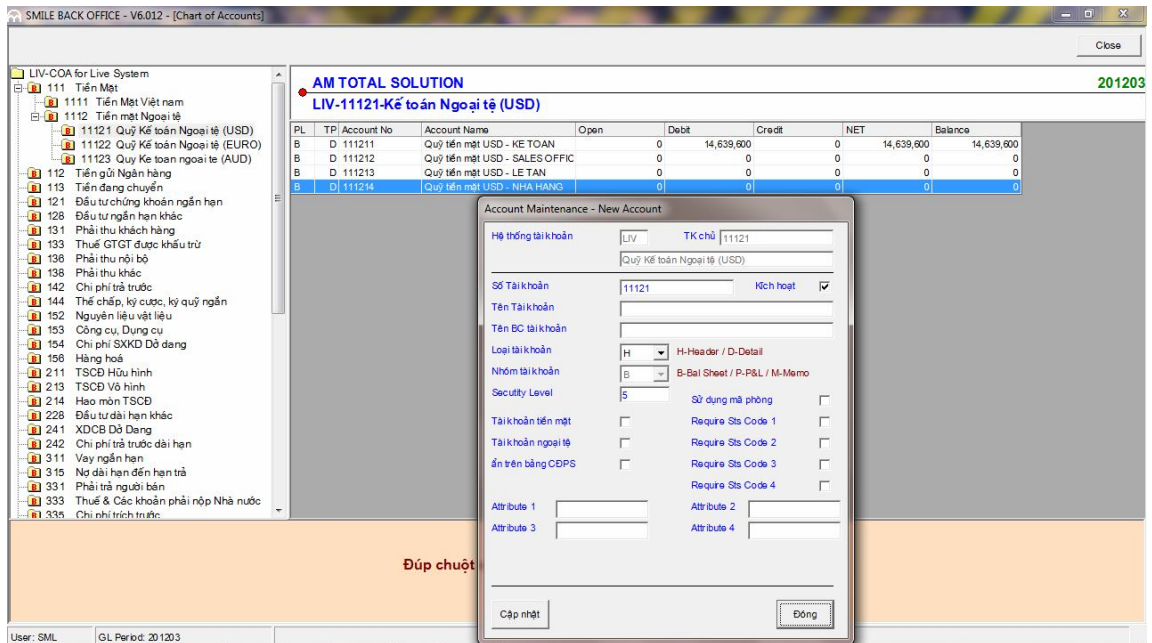 SMILE BACK OFFICE - V6.012 - [Chart of Accounts]
Close
LIV-COA for Live System
111 Tiền Mặt
1111 Tiền Mặt Việt nam
1112 Tiền mặt Ngoại tệ
11121 Quỹ Kế toán Ngoại tệ (USD)
11122 Quỹ Kế toán Ngoại tệ (EURO)
11123 Quy Ke toan ngoai te (AUD)
112 Tiền gửi Ngân hàng
113 Tiền đang chuyển
121 Đầu tư chứng khoán ngắn hạn
128 Đầu tư ngắn hạn khác
131 Phải thu khách hàng
133 Thuế GTGT được khấu trừ
136 Phải thu nội bộ
138 Phải thu khác
142 Chi phí trả trước
144 Thế chấp, ký cược, ký quỹ ngắn
152 Nguyên liệu vật liệu
153 Công cụ, Dụng cụ
154 Chi phí SXKD Dở dang
156 Hàng hoá
211 TSCĐ Hữu hình
213 TSCĐ Vô hình
214 Hao mòn TSCĐ
228 Đầu tư dài hạn khác
241 XDCB Dở Dang
242 Chi phí trả trước dài hạn
311 Vay ngắn hạn
315 Nợ dài hạn đến hạn trả
331 Phải trả người bán
333 Thuế & Các khoản phải nộp Nhà nước
335 Chi phí trích trước
AM TOTAL SOLUTION 201203
LIV-11121-Kế toán Ngoại tệ (USD)
PL TP Account No Account Name Open Debit Credit NET Balance
B D 111211 Quỹ tiền mặt USD - KE TOAN 0 14,639,600 0 14,639,600 14,639,600
B D 111212 Quỹ tiền mặt USD - SALES OFFIC 0 0 0 0 0
B D 111213 Quỹ tiền mặt USD - LE TAN 0 0 0 0 0
B D 111214 Quỹ tiền mặt USD - NHA HANG 0 0 0 0 0
Account Maintenance - New Account
Hệ thống tài khoản LIV TK chủ 11121
Quỹ Kế toán Ngoại tệ (USD)
Số Tài khoản 11121 Kích hoạt
Tên Tài khoản
Tên BC tài khoản
Loại tài khoản H H-Header / D-Detail
Nhóm tài khoản B B-Bal Sheet / P-P&L / M-Memo
Secutity Level 5 Sử dụng mã phòng
Tài khoản tiền mặt Require Sts Code 1
Tài khoản ngoại tệ Require Sts Code 2
ẩn trên bảng CĐPS Require Sts Code 3
Require Sts Code 4
Attribute 1 Attribute 2
Attribute 3 Attribute 4
Cập nhật Đóng
Đúp chuột
User: SML GL Period: 201203